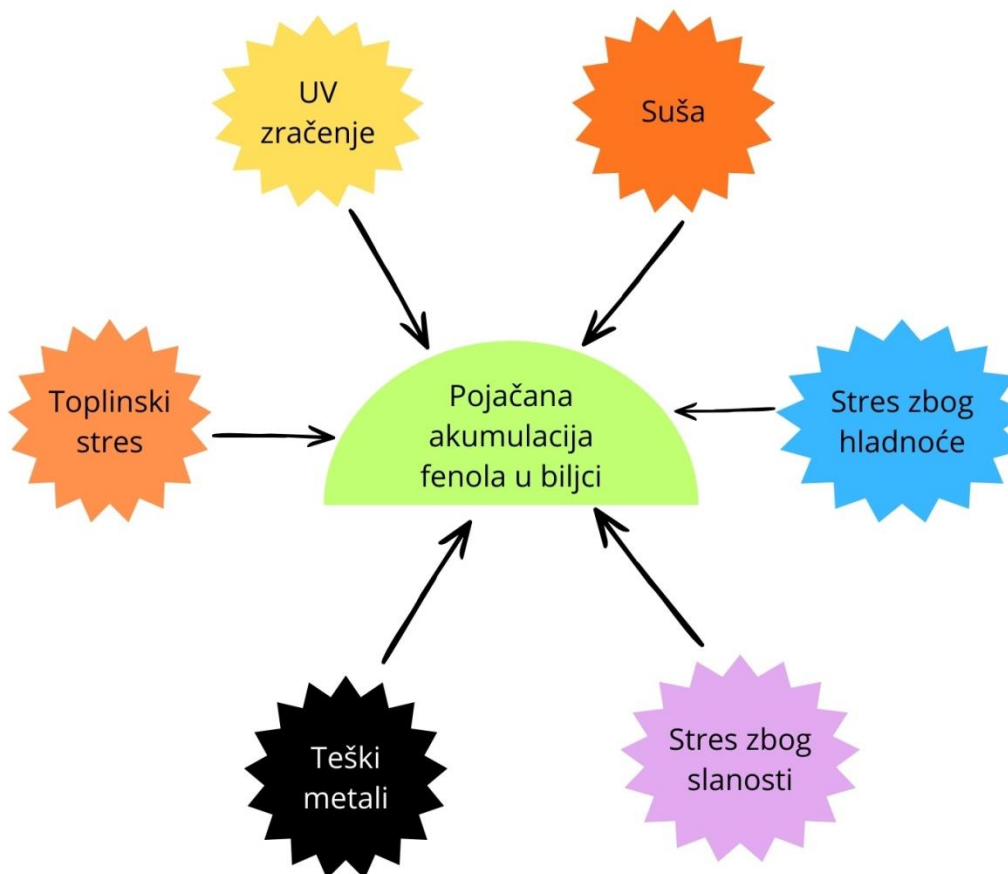 UV
zračenje
Suša
Toplinski
stres
Pojačana
akumulacija
fenola u biljci
Stres zbog
hladnoće
Teški
metali
Stres zbog
slanosti